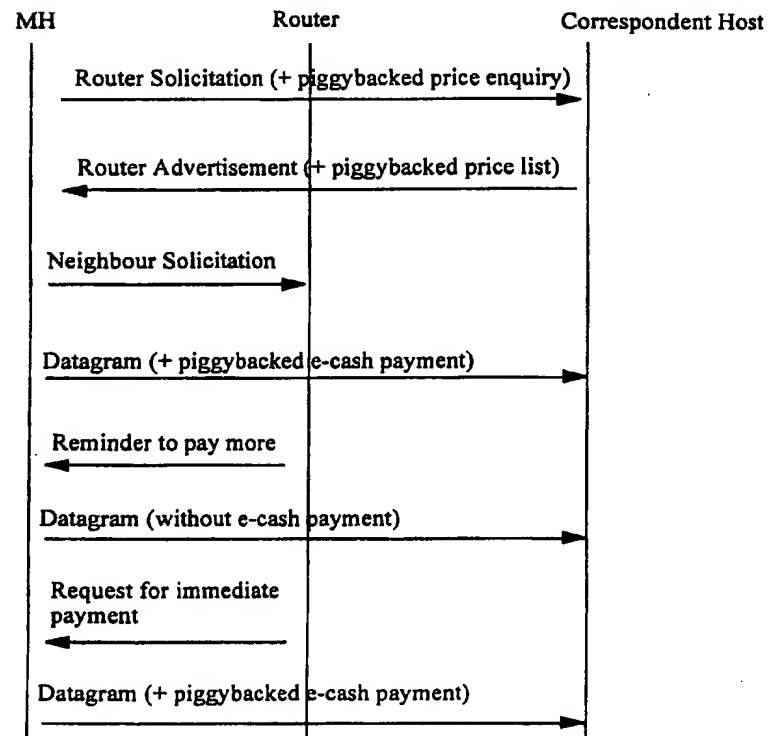 MH Router Correspondent Host
Router Solicitation (+ piggybacked price enquiry)
Router Advertisement (+ piggybacked price list)
Neighbour Solicitation
Datagram (+ piggybacked e-cash payment)
Reminder to pay more
Datagram (without e-cash payment)
Request for immediate
payment
Datagram (+ piggybacked e-cash payment)